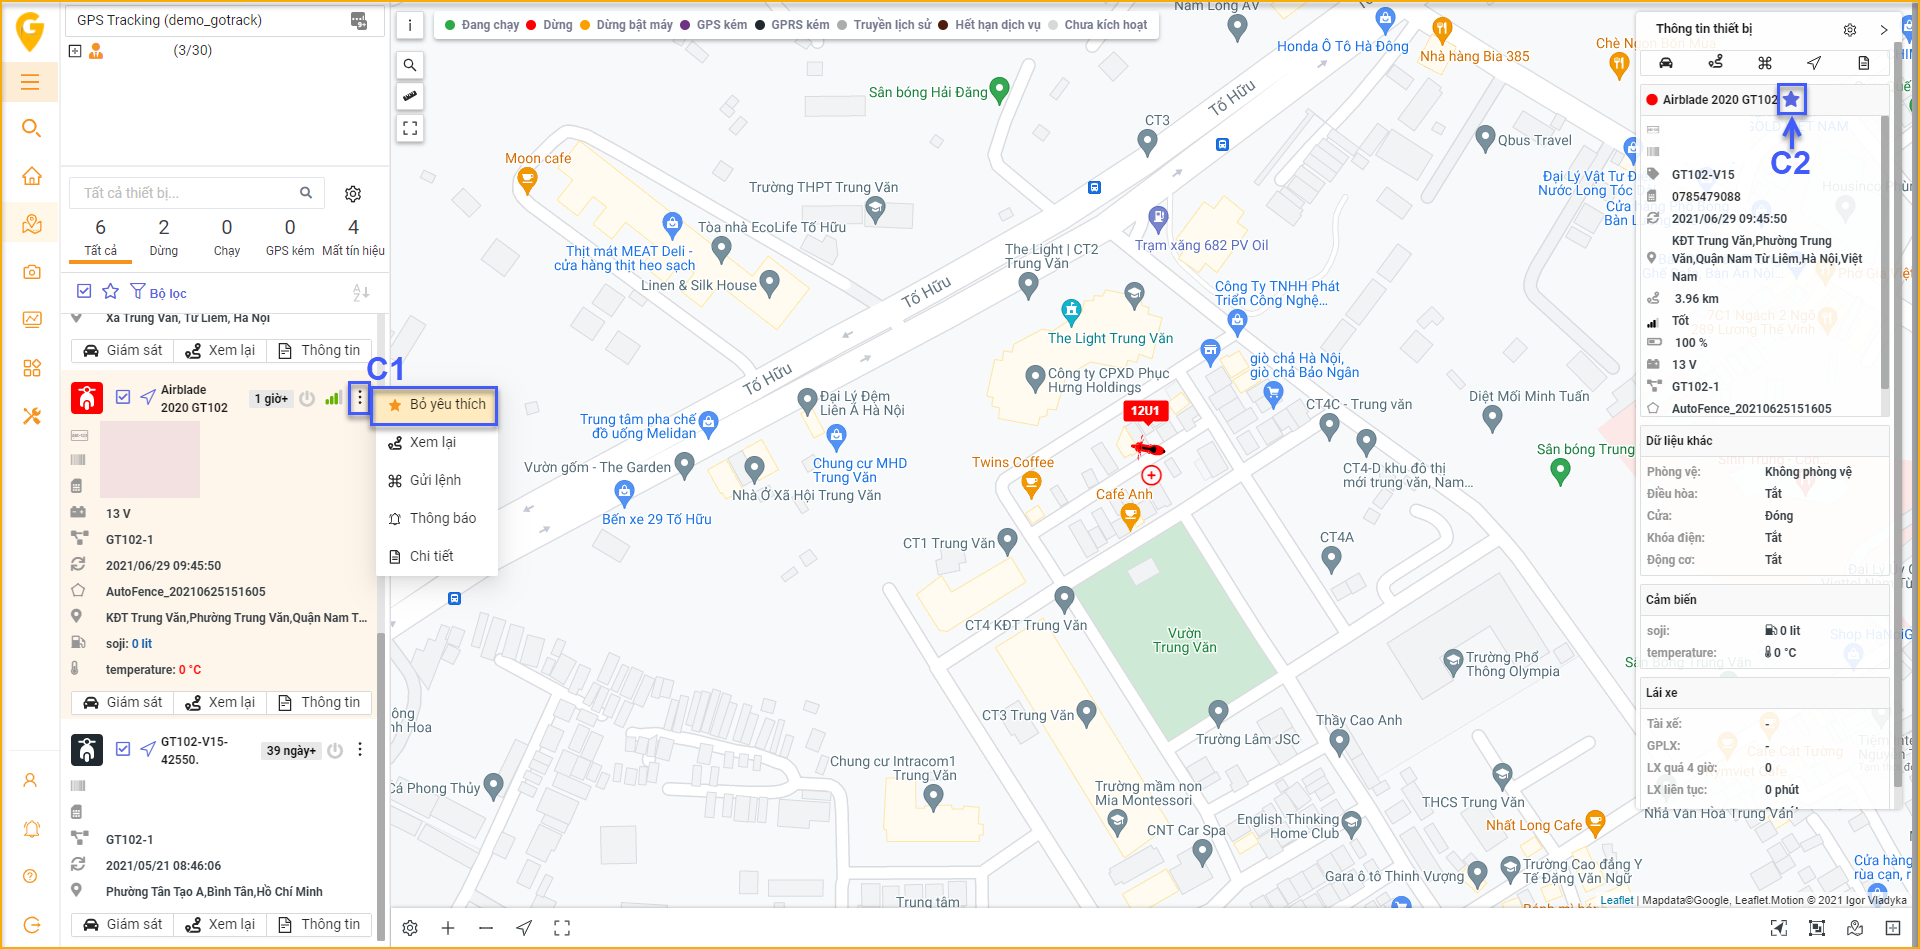 GPS Tracking (demo_gotrack)
(3/30)
Tất cả thiết bị...
6
2
0
0
4
Tất cả
Dừng
Chạy
GPS kém
Mất tín hiệu
Bộ lọc
Xã Trung Văn, Từ Liêm, Hà Nội
Giám sát
Xem lại
Thông tin
C1
Airblade
2020 GT102
1 giờ+
Bỏ yêu thích
Xem lại
Gửi lệnh
Thông báo
Chi tiết
13 V
GT102-1
2021/06/29 09:45:50
AutoFence_20210625151605
KĐT Trung Văn,Phường Trung Văn,Quận Nam T...
soji: 0 lit
temperature: 0 °C
Giám sát
Xem lại
Thông tin
GT102-V15-
42550.
39 ngày+
GT102-1
2021/05/21 08:46:06
Phường Tân Tạo A,Bình Tân,Hồ Chí Minh
Giám sát
Xem lại
Thông tin
i
Đang chạy
Dừng
Dừng bật máy
GPS kém
GPRS kém
Truyền lịch sử
Hết hạn dịch vụ
Chưa kích hoạt
Nam Long AV
Honda Ô Tô Hà Đông
Nhà hàng Bia 385
Sân bóng Hải Đăng
Tố Hữu
CT3
Qbus Travel
Moon cafe
Trường THPT Trung Văn
Tòa nhà EcoLife Tố Hữu
Thịt mát MEAT Deli -
cửa hàng thịt heo sạch
Linen & Silk House
The Light | CT2
Trung Văn
Trạm xăng 682 PV Oil
Tố Hữu
Công Ty TNHH Phát
Triển Công Nghệ...
The Light Trung Văn
giò chả Hà Nội,
giò chả Bảo Ngân
Công ty CPXD Phục
Hưng Holdings
Tố Hữu
Đại Lý Đệm
Liên Á Hà Nội
CT4C - Trung văn
Diệt Mối Minh Tuấn
Trung tâm pha chế
đồ uống Melidan
12U1
Chung cư MHD
Trung Văn
Vườn gốm - The Garden
Nhà Ở Xã Hội Trung Văn
Twins Coffee
CT4-D khu đô thị
mới trung văn, Nam...
Sân bóng Trung
Café Anh
Bến xe 29 Tố Hữu
CT1 Trung Văn
CT4A
CT4 KĐT Trung Văn
Vườn
Trung Văn
Trường Phổ
Thông Olympia
CT3 Trung Văn
Trường Lâm JSC
Thầy Cao Anh
Chung cư Intracom1
Trung Văn
Cá Phong Thủy
Trường mầm non
Mia Montessori
THCS Trung Văn
CNT Car Spa
English Thinking
Home Club
Nhất Long Cafe
Gara ô tô Thinh Vượng
Trường Cao đẳng Y
Tế Đặng Văn Ngữ
Trung tâm
Nhà Văn Hóa Trung Văn
Cửa hàng
rùa cạn, r
Leaflet | Mapdata©Google, Leaflet.Motion © 2021 Igor Vladyka
Thông tin thiết bị
Airblade 2020 GT102
C2
GT102-V15
0785479088
2021/06/29 09:45:50
KĐT Trung Văn,Phường Trung
Văn,Quận Nam Từ Liêm,Hà Nội,Việt
Nam
3.96 km
Tốt
100 %
13 V
GT102-1
AutoFence_20210625151605
Dữ liệu khác
Phòng vệ: Không phòng vệ
Điều hòa: Tắt
Cửa: Đóng
Khóa điện: Tắt
Động cơ: Tắt
Cảm biến
soji: 0 lit
temperature: 0 °C
Lái xe
Tài xế: -
GPLX: -
LX quá 4 giờ: 0
LX liên tục: 0 phút